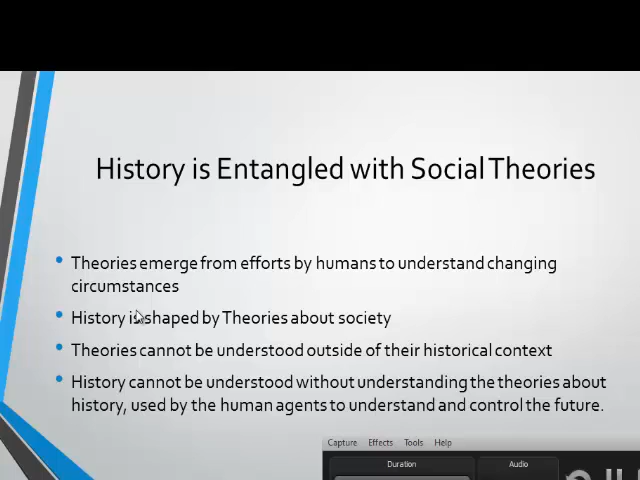 History is Entangled with Social Theories
Theories emerge from efforts by humans to understand changing
circumstances
History is shaped by Theories about society
Theories cannot be understood outside of their historical context
History cannot be understood without understanding the theories about
history, used by the human agents to understand and control the future.
Capture Effects Tools Help
Duration Audio